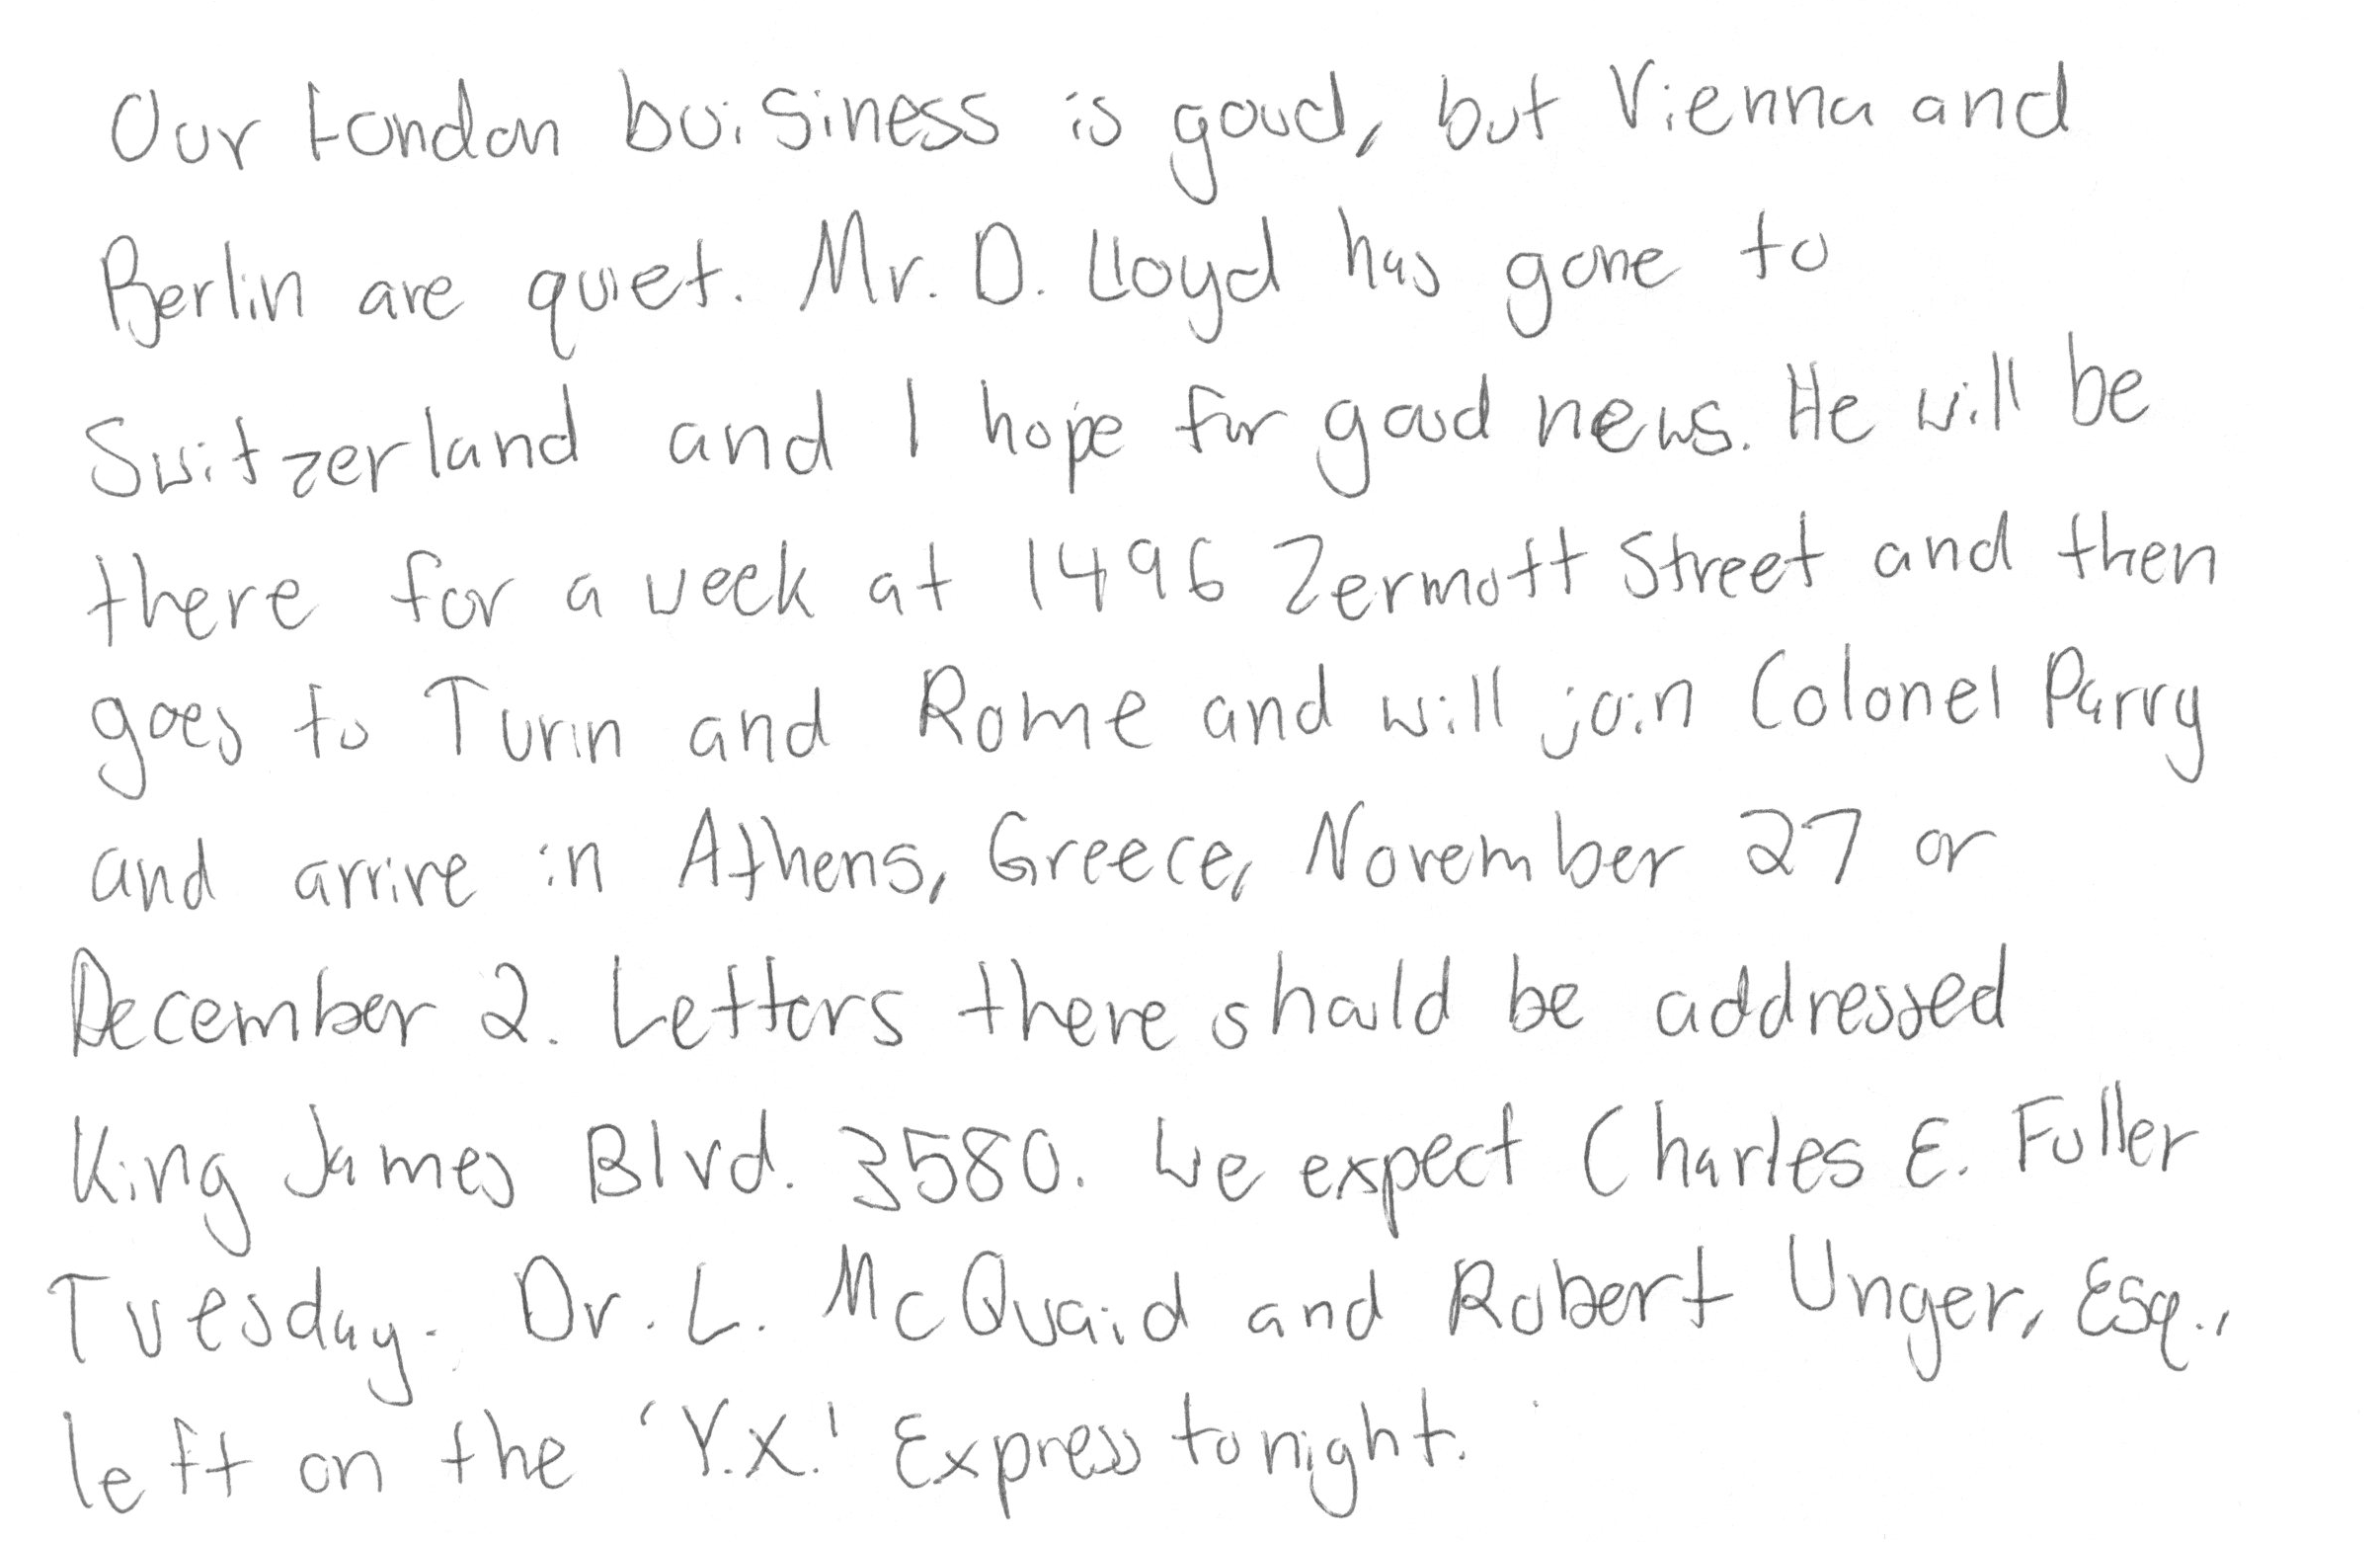 Our London buisiness is good, but Vienna and
Berlin are quiet. Mr. D. Lloyd has gone to
Switzerland and I hope for good news. He will be
there for a week at 1496 Zermott Street and then
goes to Turin and Rome and will join Colonel Parry
and arrive in Athens, Greece, November 27 or
December 2. Letters there should be addressed
King James Blvd. 3580. We expect Charles E. Fuller
Tuesday. Dr. L. McQuaid and Robert Unger, Esq.,
left on the 'Y.X.' Express tonight.